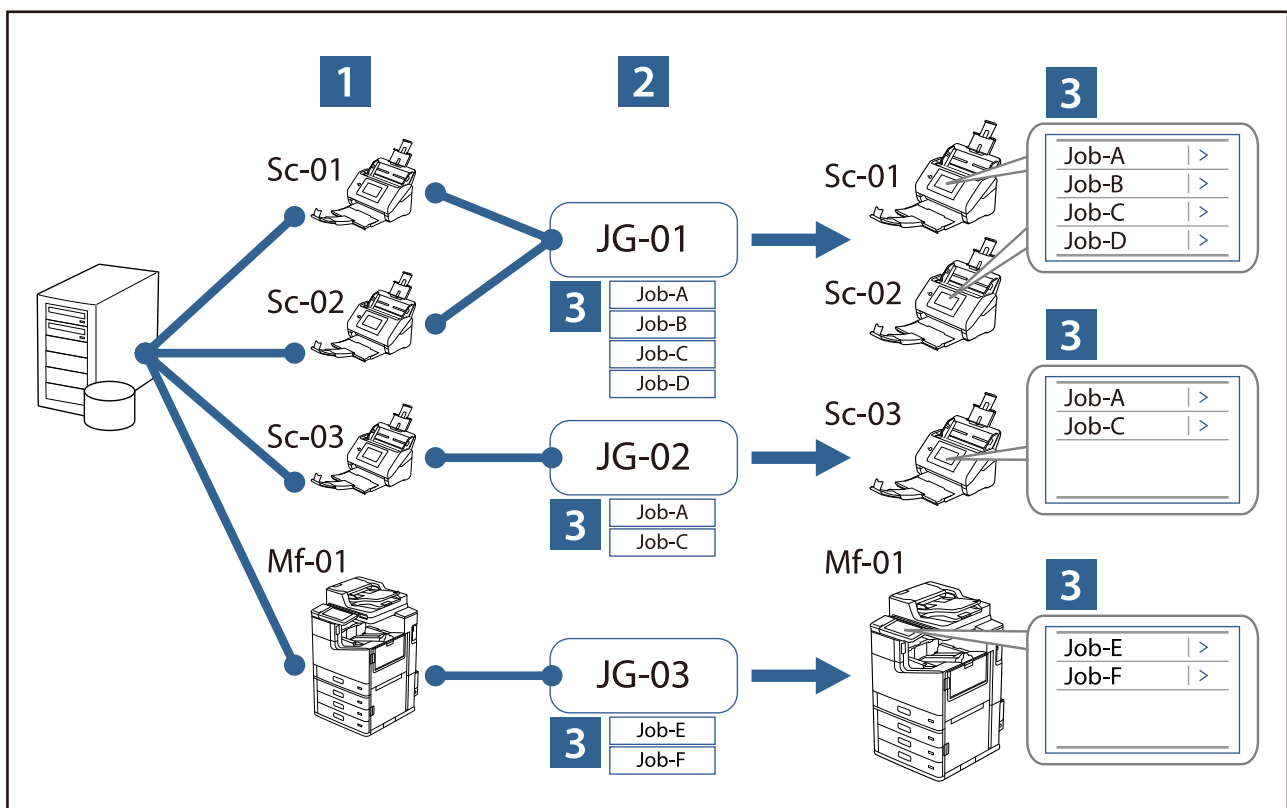 1
2
3
Sc-01
Sc-02
Sc-03
Mf-01
JG-01
3
Job-A
Job-B
Job-C
Job-D
JG-02
3
Job-A
Job-C
JG-03
3
Job-E
Job-F
Sc-01
Sc-02
Job-A | >
Job-B | >
Job-C | >
Job-D | >
3
Sc-03
Job-A | >
Job-C | >
3
Mf-01
Job-E | >
Job-F | >